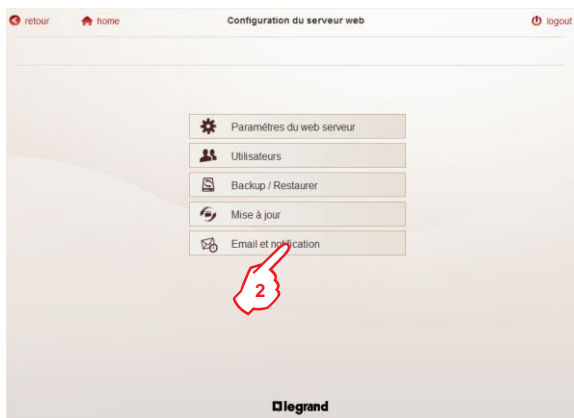 retour home Configuration du serveur web logout
Paramétres du web serveur
Utilisateurs
Backup / Restaurer
Mise à jour
Email et notification
2
legrand